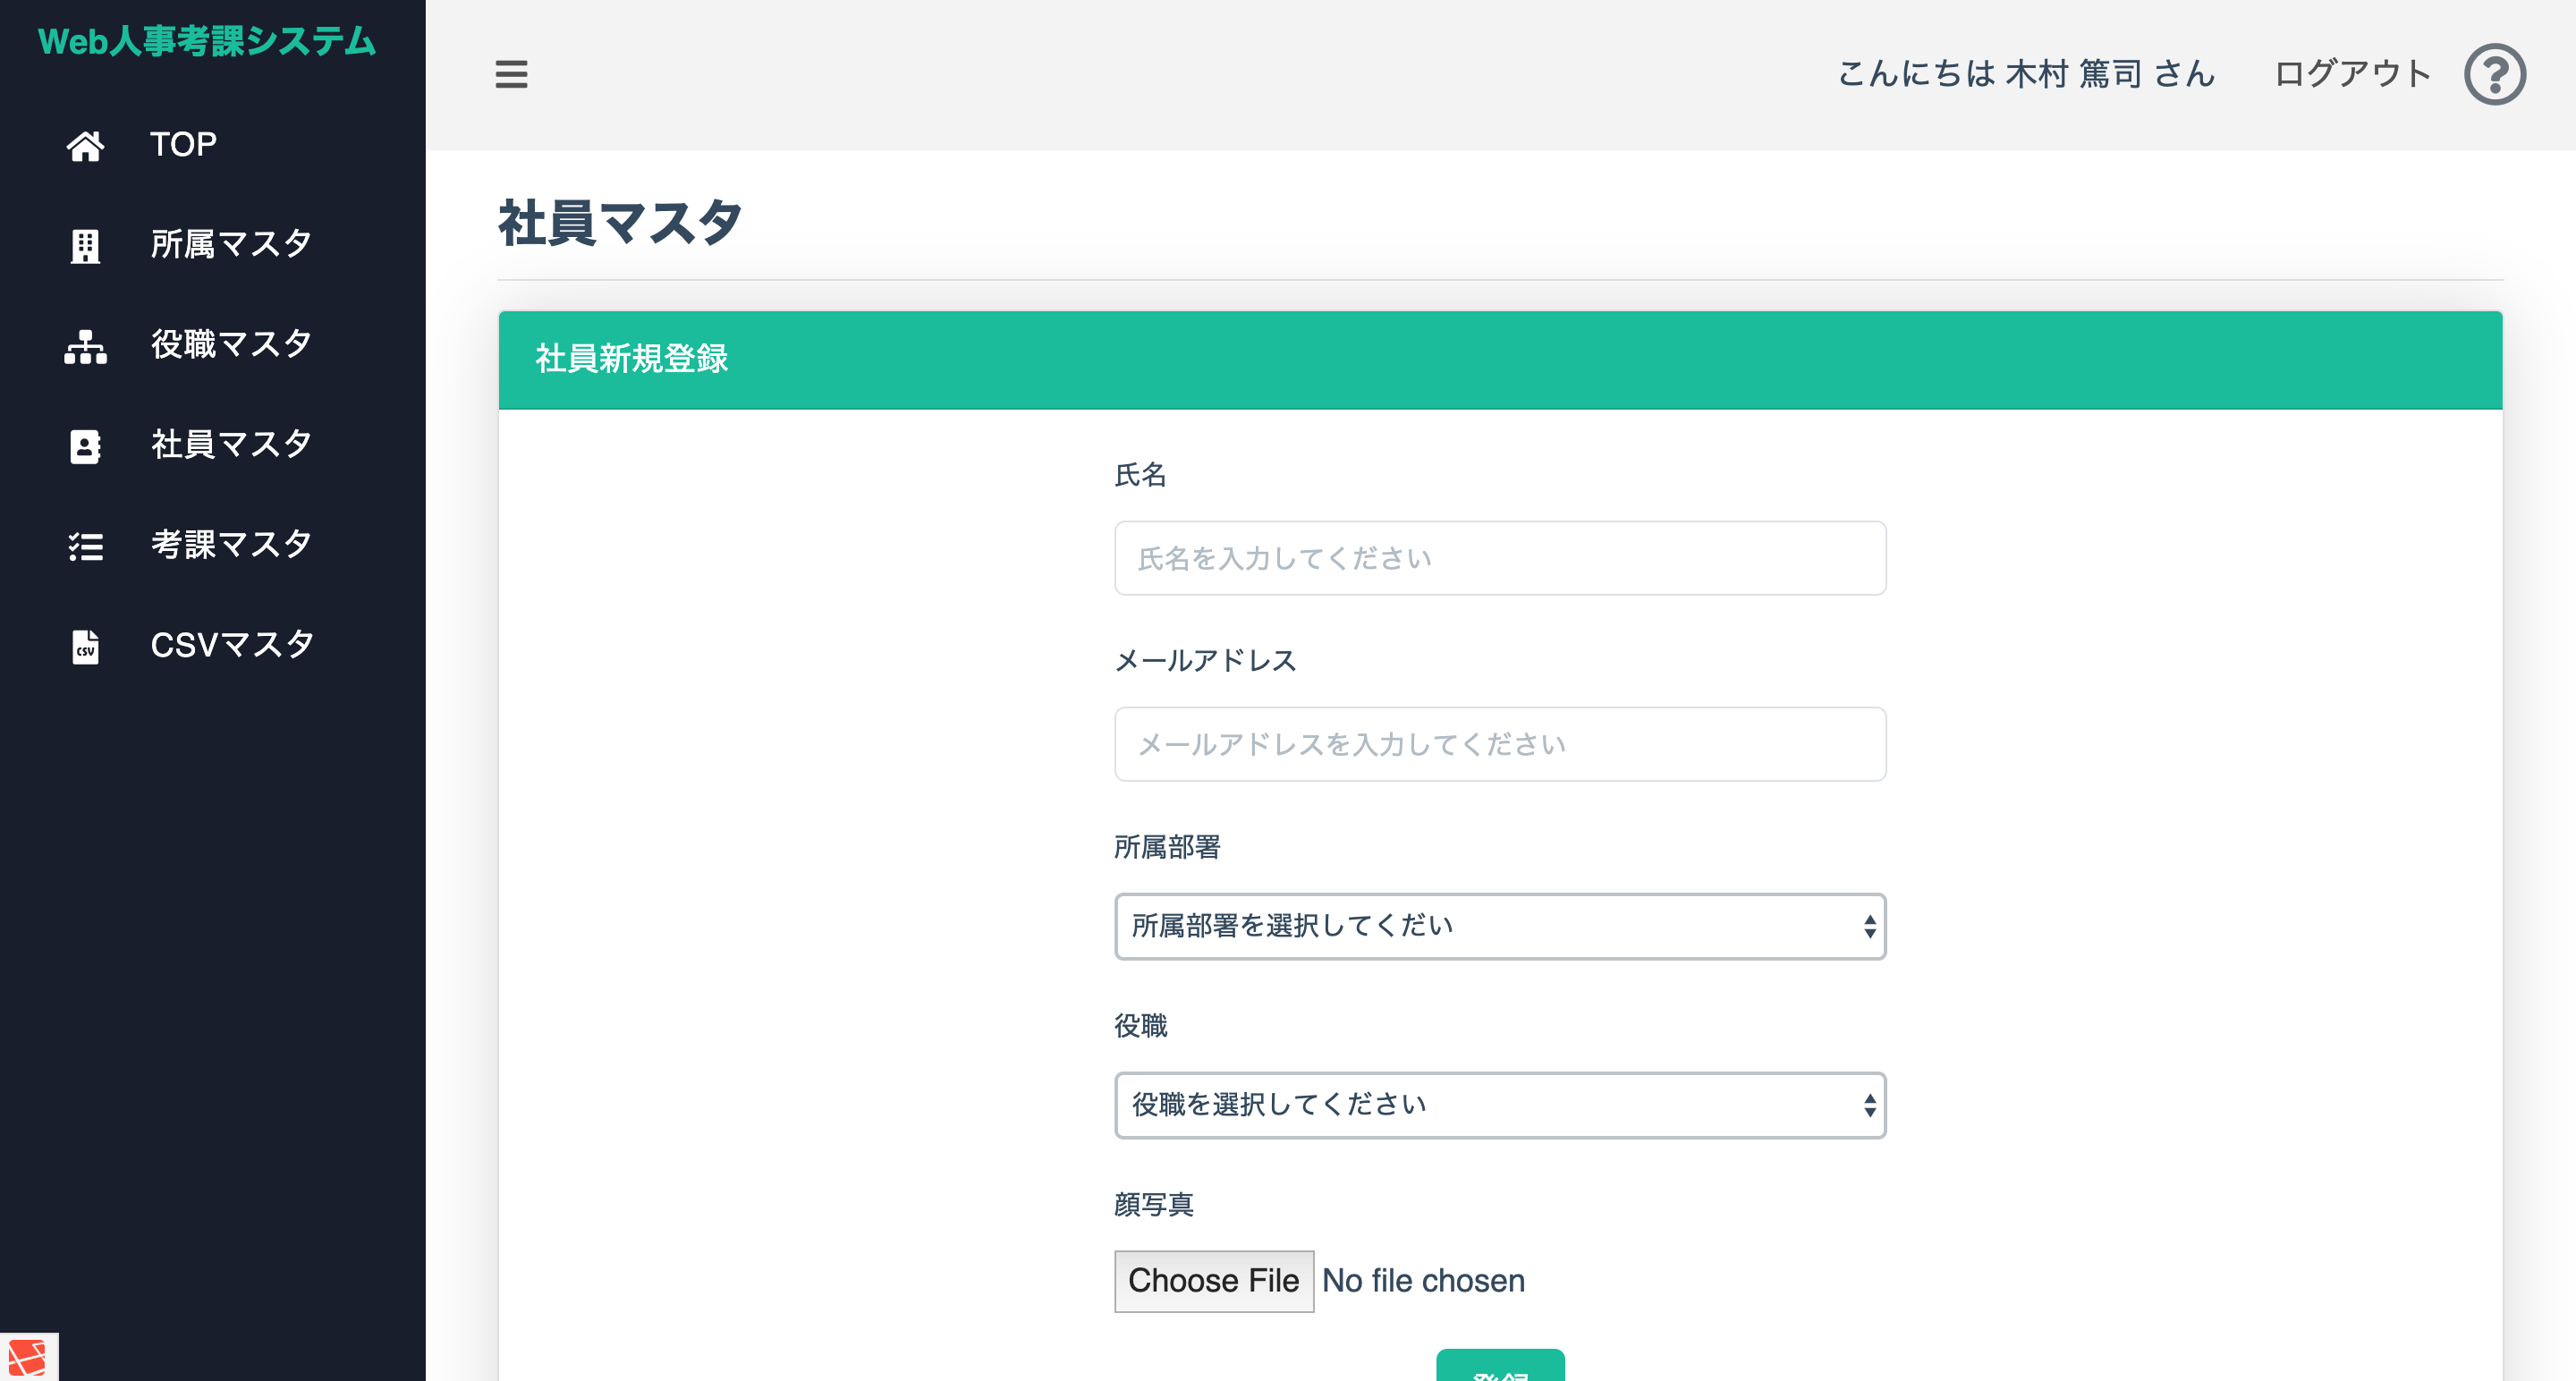 Web人事考課システム
TOP
所属マスタ
役職マスタ
社員マスタ
考課マスタ
CSV
CSVマスタ
こんにちは 木村 篤司 さん
ログアウト
?
社員マスタ
社員新規登録
氏名
氏名を入力してください
メールアドレス
メールアドレスを入力してください
所属部署
所属部署を選択してくだい
役職
役職を選択してください
顔写真
Choose File No file chosen
登録